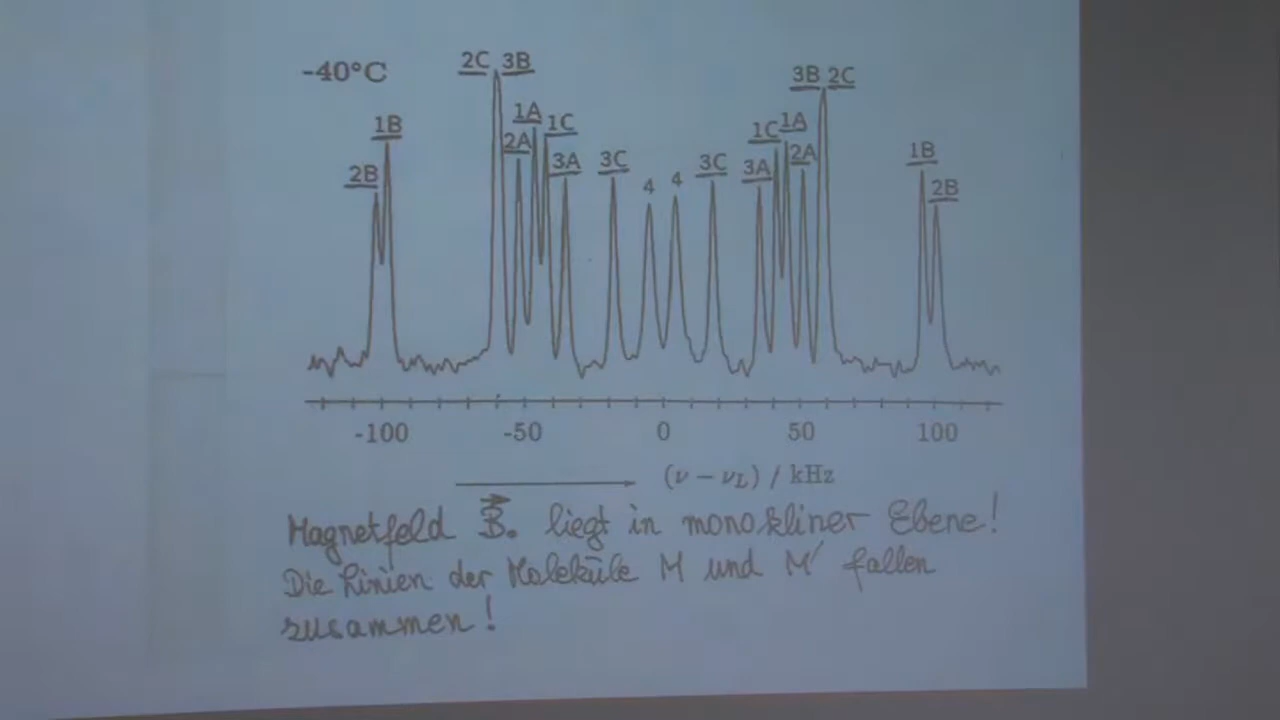 -40°C
2C 3B
3B 2C
1B
1A
1C
1C
1A
2A
2A
1B
2B
3A
3C
3C
3A
4
4
2B
-100 -50 0 50 100
(ν − ν_L) / kHz
Magnetfeld B₀ liegt in monokliner Ebene!
Die Linien der Moleküle M und M' fallen
zusammen!